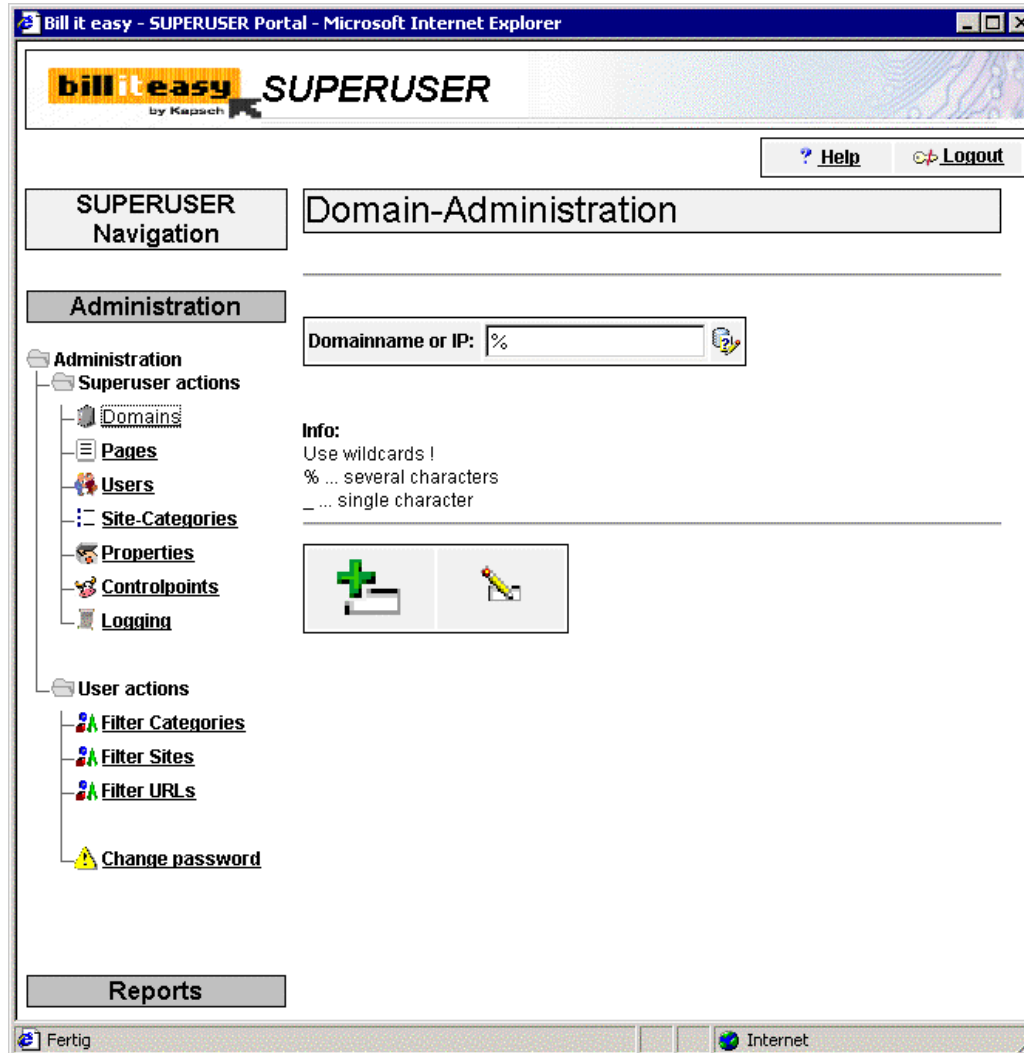 Bill it easy - SUPERUSER Portal - Microsoft Internet Explorer
bill it easy SUPERUSER
by Kapsch
? Help Logout
SUPERUSER
Navigation
Domain-Administration
Administration
Domainname or IP: %
Administration
Superuser actions
Domains
Pages
Users
Site-Categories
Properties
Controlpoints
Logging
Info:
Use wildcards !
% ... several characters
_ ... single character
User actions
Filter Categories
Filter Sites
Filter URLs
Change password
Reports
Fertig Internet